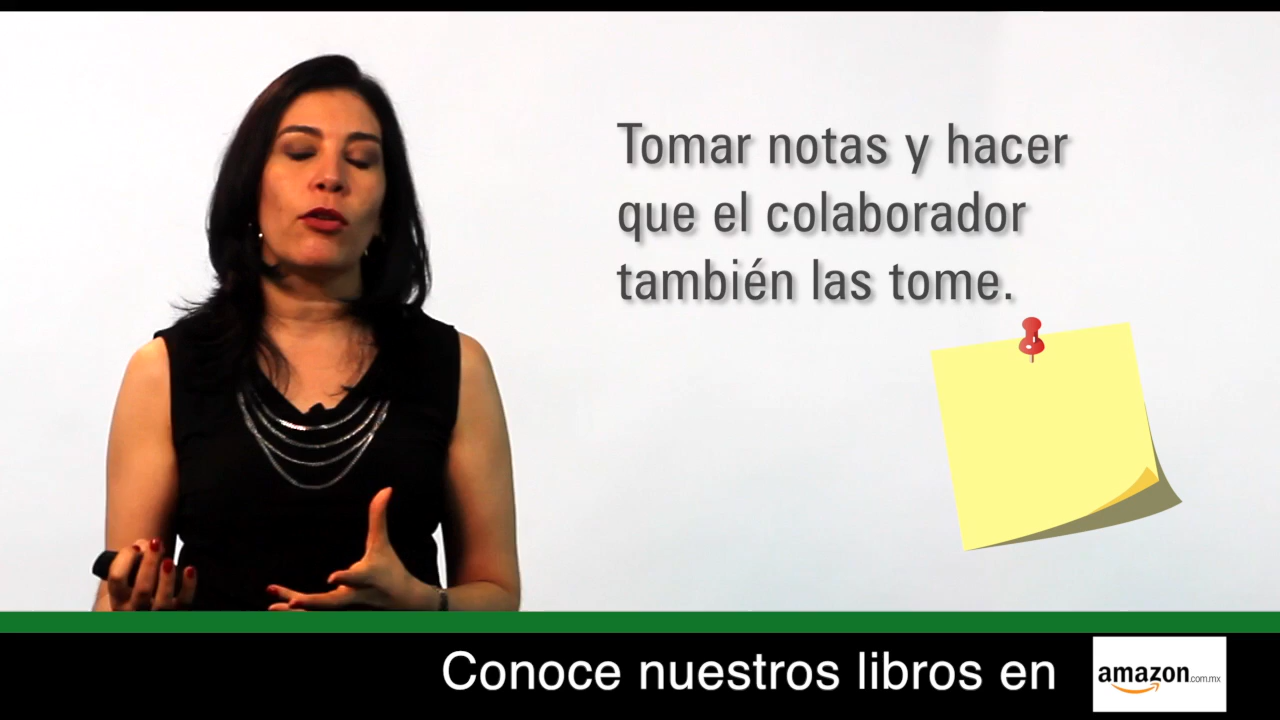 Tomar notas y hacer
que el colaborador
también las tome.
Conoce nuestros libros en
amazon.com.mx